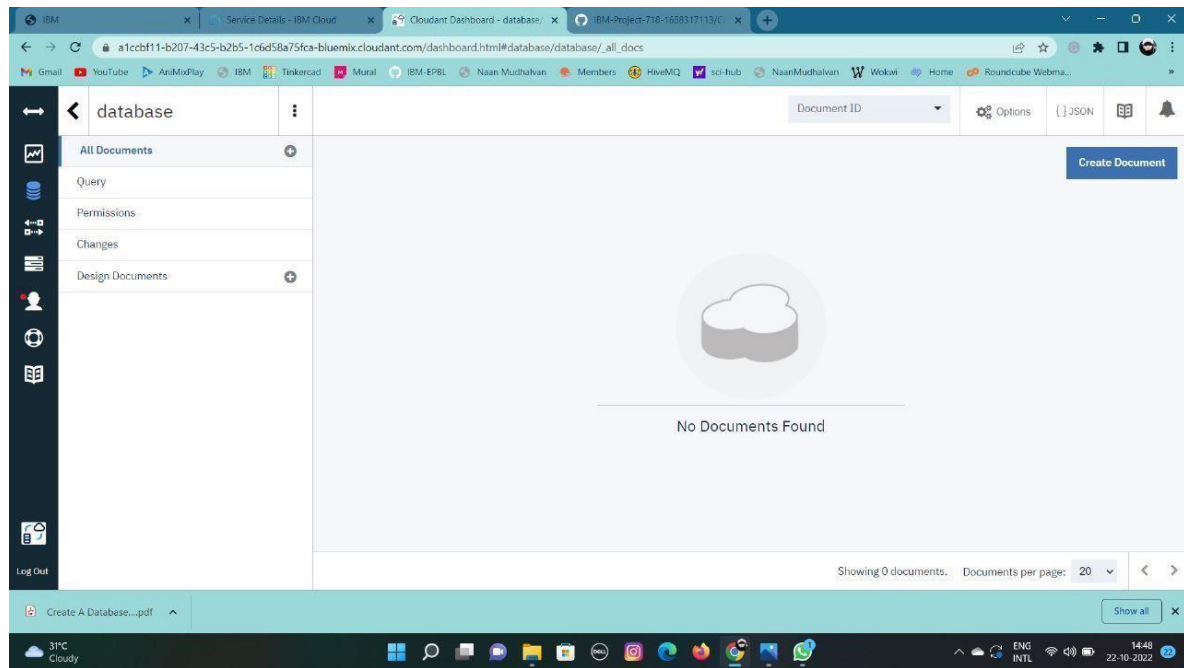 IBM
Service Details - IBM Cloud
Cloudant Dashboard - database/
IBM-Project-718-1658317113/C
a1ccbf11-b207-43c5-b2b5-1c6d58a75fca-bluemix.cloudant.com/dashboard.html#database/database/_all_docs
Gmail YouTube AniMixPlay IBM Tinkercad Mural IBM-EPBL Naan Mudhalvan Members HiveMQ sci-hub NaanMudhalvan Wokwi Home Roundcube Webma...
database
Document ID
Options
{ } JSON
All Documents
Create Document
Query
Permissions
Changes
Design Documents
No Documents Found
Log Out
Showing 0 documents. Documents per page: 20
Create A Database....pdf
Show all
31°C
Cloudy
DELL
ENG
INTL
14:48
22-10-2022